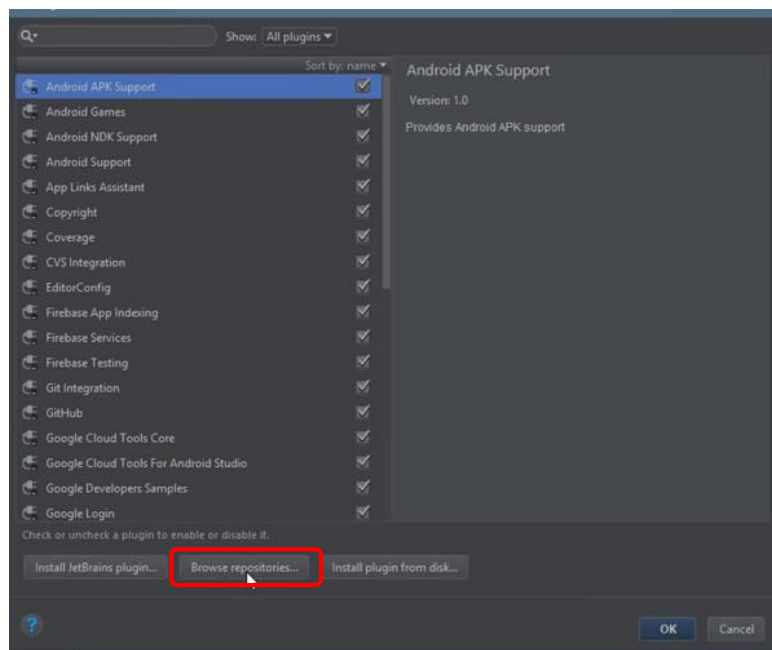 Show: All plugins
Sort by: name
Android APK Support
Android Games
Android NDK Support
Android Support
App Links Assistant
Copyright
Coverage
CVS Integration
EditorConfig
Firebase App Indexing
Firebase Services
Firebase Testing
Git Integration
GitHub
Google Cloud Tools Core
Google Cloud Tools For Android Studio
Google Developers Samples
Google Login
Android APK Support
Version: 1.0
Provides Android APK support
Check or uncheck a plugin to enable or disable it.
Install JetBrains plugin... Browse repositories... Install plugin from disk...
? OK Cancel